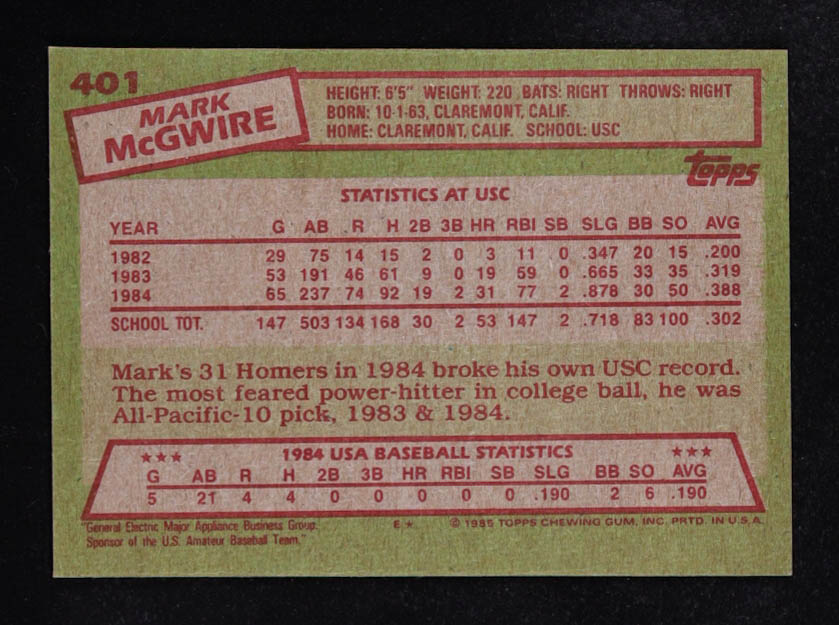 401
MARK
McGWIRE
HEIGHT: 6'5" WEIGHT: 220 BATS: RIGHT THROWS: RIGHT
BORN: 10-1-63, CLAREMONT, CALIF.
HOME: CLAREMONT, CALIF. SCHOOL: USC
topps
STATISTICS AT USC
YEAR G AB R H 2B 3B HR RBI SB SLG BB SO AVG
1982 29 75 14 15 2 0 3 11 0 .347 20 15 .200
1983 53 191 46 61 9 0 19 59 0 .665 33 35 .319
1984 65 237 74 92 19 2 31 77 2 .878 30 50 .388
SCHOOL TOT. 147 503 134 168 30 2 53 147 2 .718 83 100 .302
Mark's 31 Homers in 1984 broke his own USC record.
The most feared power-hitter in college ball, he was
All-Pacific-10 pick, 1983 & 1984.
★★★ 1984 USA BASEBALL STATISTICS ★★★
G AB R H 2B 3B HR RBI SB SLG BB SO AVG
5 21 4 4 0 0 0 0 0 .190 2 6 .190
"General Electric Major Appliance Business Group.
Sponsor of the U.S. Amateur Baseball Team."
E★ © 1985 TOPPS CHEWING GUM, INC. PRTD. IN U.S.A.